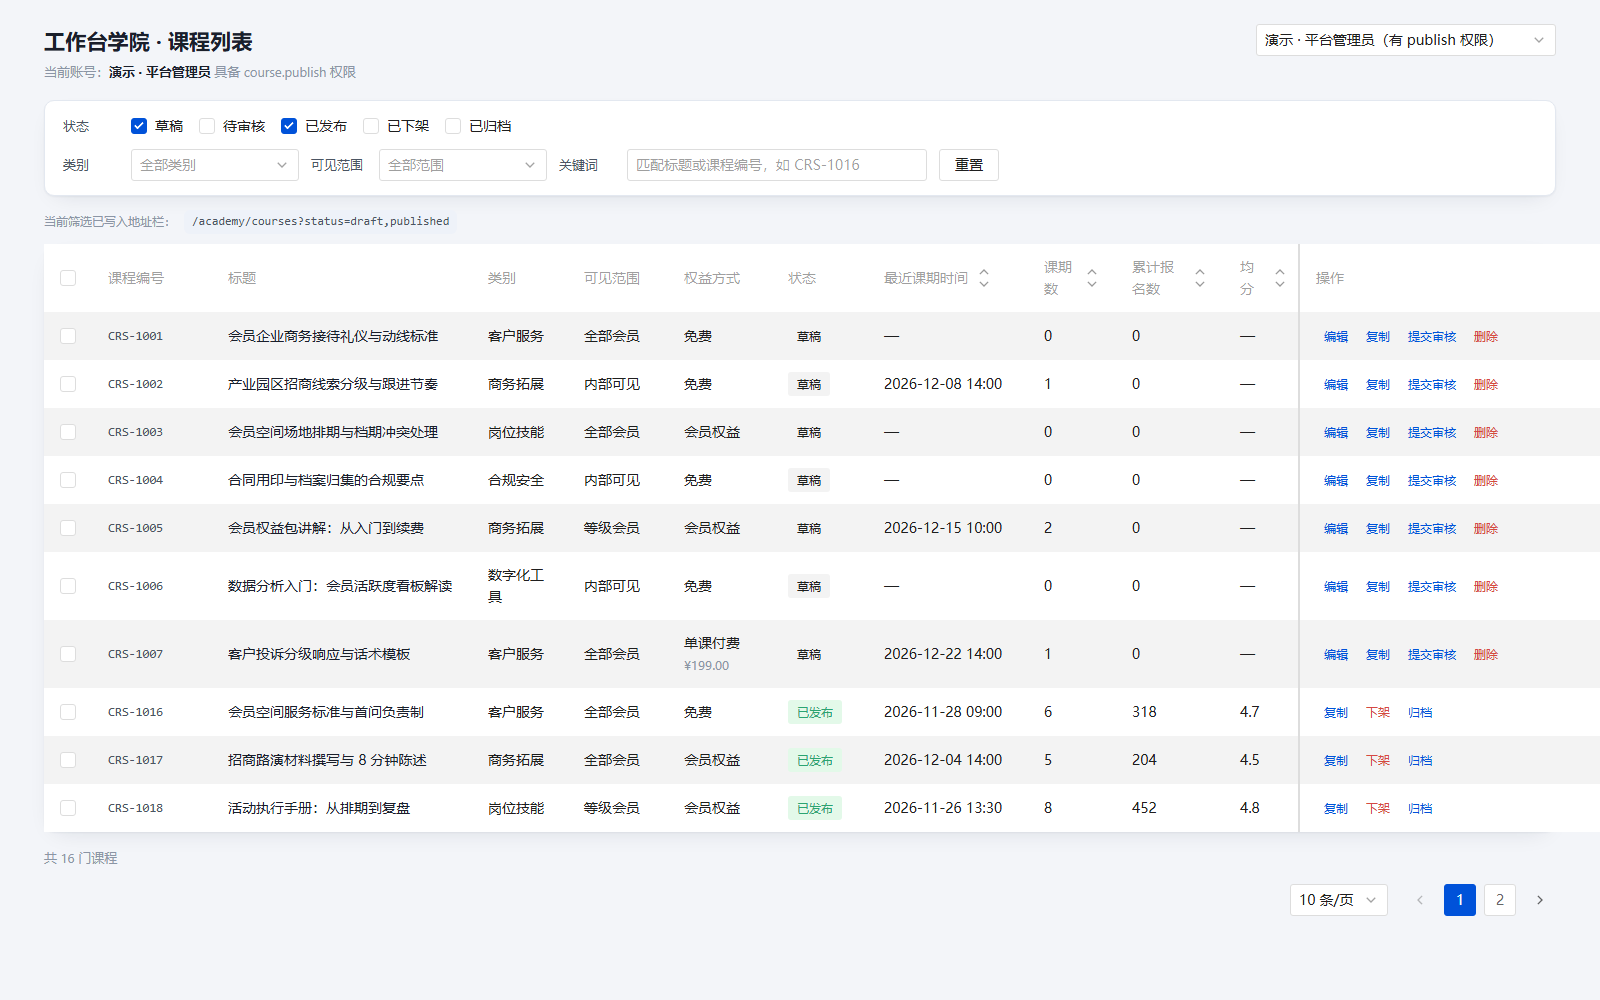 工作台学院 · 课程列表
演示 · 平台管理员（有 publish 权限）
当前账号：演示 · 平台管理员 具备 course.publish 权限
状态 草稿 待审核 已发布 已下架 已归档
类别 全部类别 可见范围 全部范围 关键词 匹配标题或课程编号，如 CRS-1016 重置
当前筛选已写入地址栏： /academy/courses?status=draft,published
课程编号 标题 类别 可见范围 权益方式 状态 最近课期时间 课期数 累计报名数 均分 操作
CRS-1001 会员企业商务接待礼仪与动线标准 客户服务 全部会员 免费 草稿 — 0 0 — 编辑 复制 提交审核 删除
CRS-1002 产业园区招商线索分级与跟进节奏 商务拓展 内部可见 免费 草稿 2026-12-08 14:00 1 0 — 编辑 复制 提交审核 删除
CRS-1003 会员空间场地排期与档期冲突处理 岗位技能 全部会员 会员权益 草稿 — 0 0 — 编辑 复制 提交审核 删除
CRS-1004 合同用印与档案归集的合规要点 合规安全 内部可见 免费 草稿 — 0 0 — 编辑 复制 提交审核 删除
CRS-1005 会员权益包讲解：从入门到续费 商务拓展 等级会员 会员权益 草稿 2026-12-15 10:00 2 0 — 编辑 复制 提交审核 删除
CRS-1006 数据分析入门：会员活跃度看板解读 数字化工具 内部可见 免费 草稿 — 0 0 — 编辑 复制 提交审核 删除
CRS-1007 客户投诉分级响应与话术模板 客户服务 全部会员 单课付费 ¥199.00 草稿 2026-12-22 14:00 1 0 — 编辑 复制 提交审核 删除
CRS-1016 会员空间服务标准与首问负责制 客户服务 全部会员 免费 已发布 2026-11-28 09:00 6 318 4.7 复制 下架 归档
CRS-1017 招商路演材料撰写与 8 分钟陈述 商务拓展 全部会员 会员权益 已发布 2026-12-04 14:00 5 204 4.5 复制 下架 归档
CRS-1018 活动执行手册：从排期到复盘 岗位技能 等级会员 会员权益 已发布 2026-11-26 13:30 8 452 4.8 复制 下架 归档
共 16 门课程
10 条/页 1 2